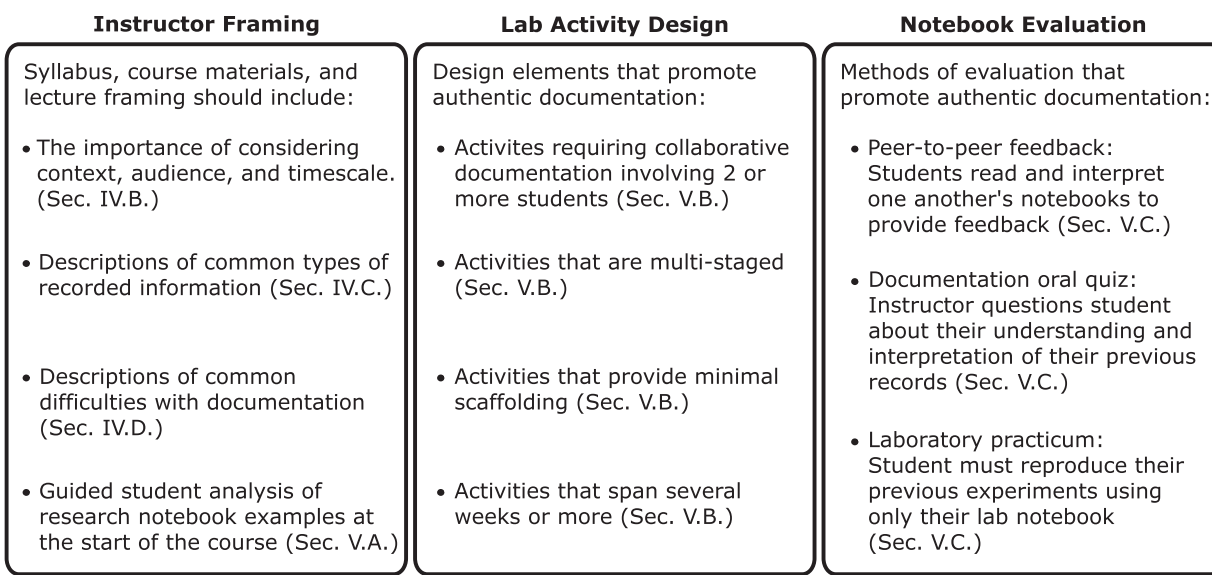 Instructor Framing
Syllabus, course materials, and
lecture framing should include:
• The importance of considering
context, audience, and timescale.
(Sec. IV.B.)
• Descriptions of common types of
recorded information (Sec. IV.C.)
• Descriptions of common
difficulties with documentation
(Sec. IV.D.)
• Guided student analysis of
research notebook examples at
the start of the course (Sec. V.A.)
Lab Activity Design
Design elements that promote
authentic documentation:
• Activites requiring collaborative
documentation involving 2 or
more students (Sec. V.B.)
• Activities that are multi-staged
(Sec. V.B.)
• Activities that provide minimal
scaffolding (Sec. V.B.)
• Activities that span several
weeks or more (Sec. V.B.)
Notebook Evaluation
Methods of evaluation that
promote authentic documentation:
• Peer-to-peer feedback:
Students read and interpret
one another's notebooks to
provide feedback (Sec. V.C.)
• Documentation oral quiz:
Instructor questions student
about their understanding and
interpretation of their previous
records (Sec. V.C.)
• Laboratory practicum:
Student must reproduce their
previous experiments using
only their lab notebook
(Sec. V.C.)